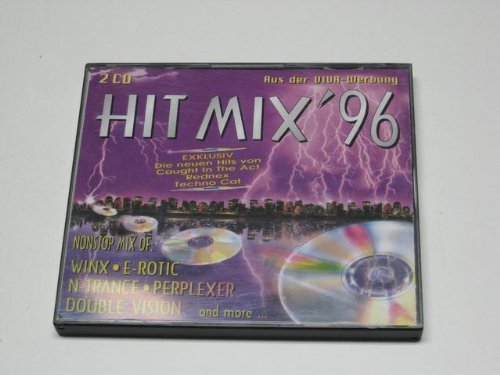 2 CD
Aus der VIVA-Werbung
HIT MIX '96
EXKLUSIV
Die neuen Hits von
Caught In The Act
Rednex
Techno Cat
NONSTOP MIX OF:
WINX • E-ROTIC
N-TRANCE • PERPLEXER
DOUBLE VISION and more ...